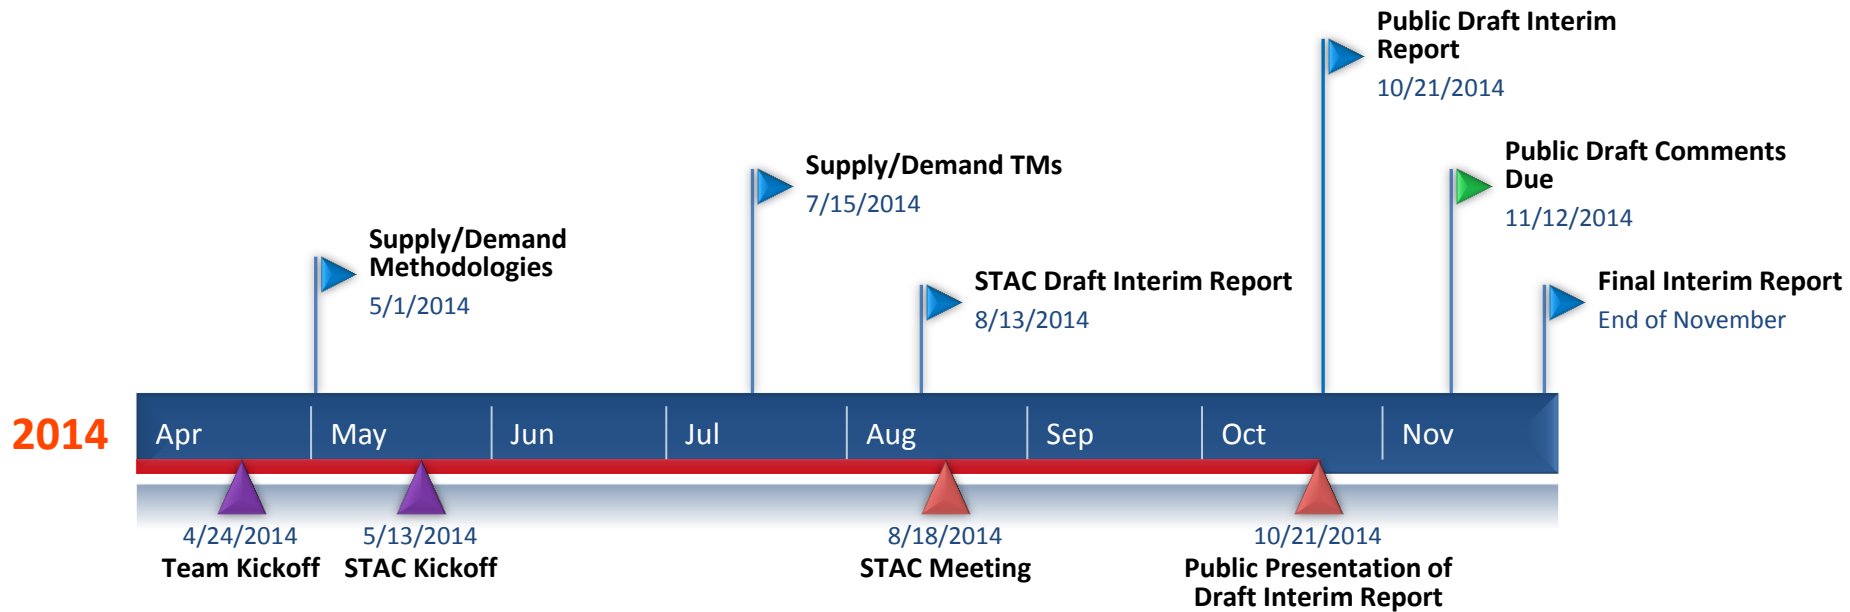 Public Draft Interim
Report
10/21/2014
Supply/Demand TMs
7/15/2014
Public Draft Comments
Due
11/12/2014
Supply/Demand
Methodologies
5/1/2014
STAC Draft Interim Report
8/13/2014
Final Interim Report
End of November
2014
Apr
May
Jun
Jul
Aug
Sep
Oct
Nov
4/24/2014
Team Kickoff
5/13/2014
STAC Kickoff
8/18/2014
STAC Meeting
10/21/2014
Public Presentation of
Draft Interim Report